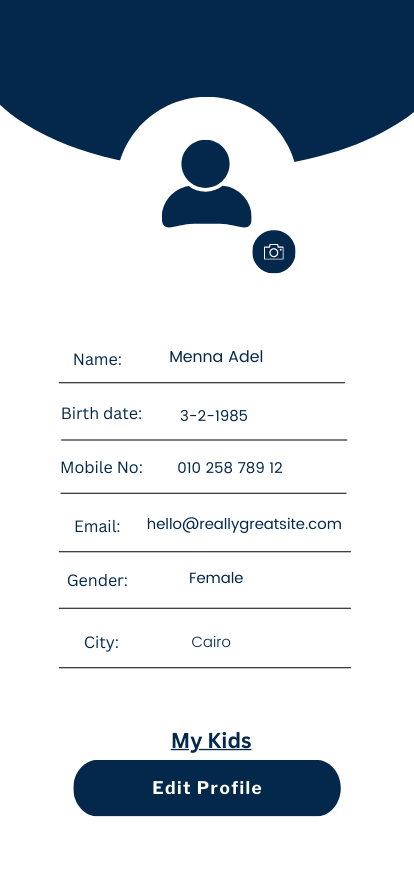 Name: Menna Adel
Birth date: 3-2-1985
Mobile No: 010 258 789 12
Email: hello@reallygreatsite.com
Gender: Female
City: Cairo
My Kids
Edit Profile